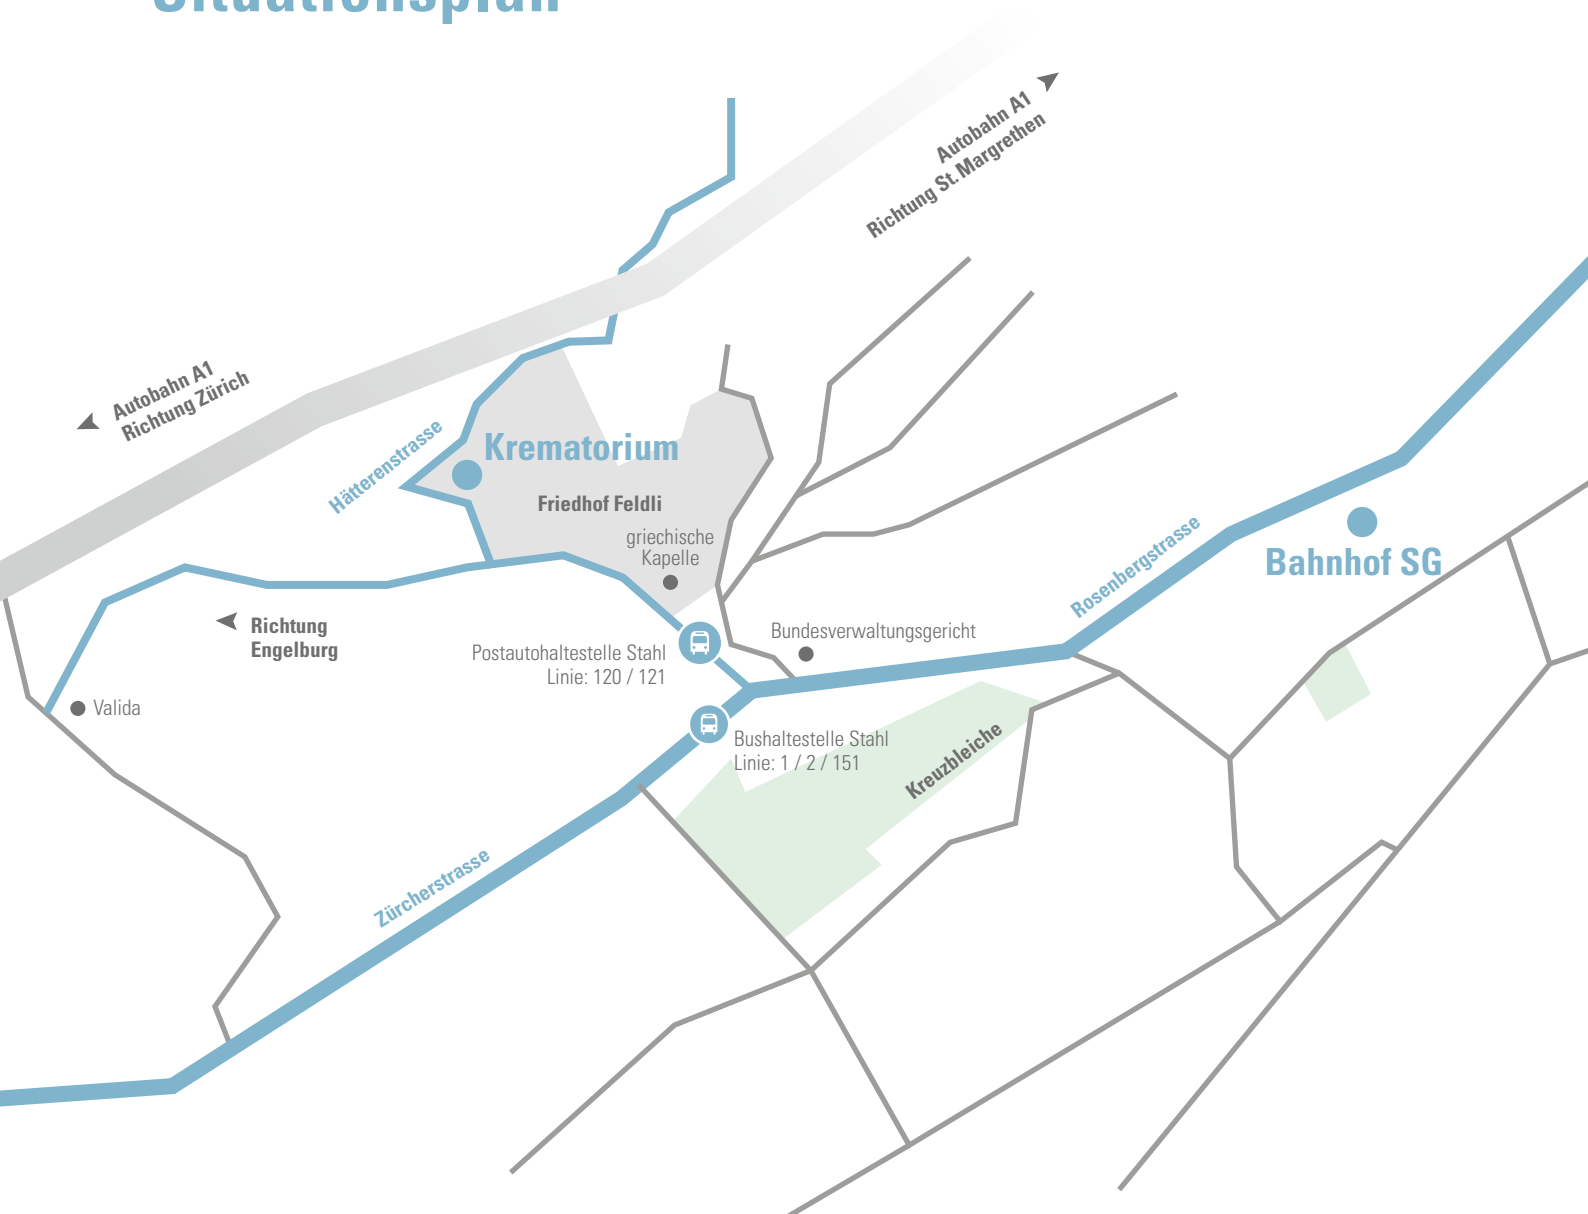 Situationsplan
Autobahn A1
Richtung St. Margrethen
Autobahn A1
Richtung Zürich
Hätterenstrasse
Krematorium
Friedhof Feldli
griechische
Kapelle
Rosenbergstrasse
Bahnhof SG
Richtung
Engelburg
Postautohaltestelle Stahl
Linie: 120 / 121
Bundesverwaltungsgericht
Valida
Bushaltestelle Stahl
Linie: 1 / 2 / 151
Kreuzbleiche
Zürcherstrasse